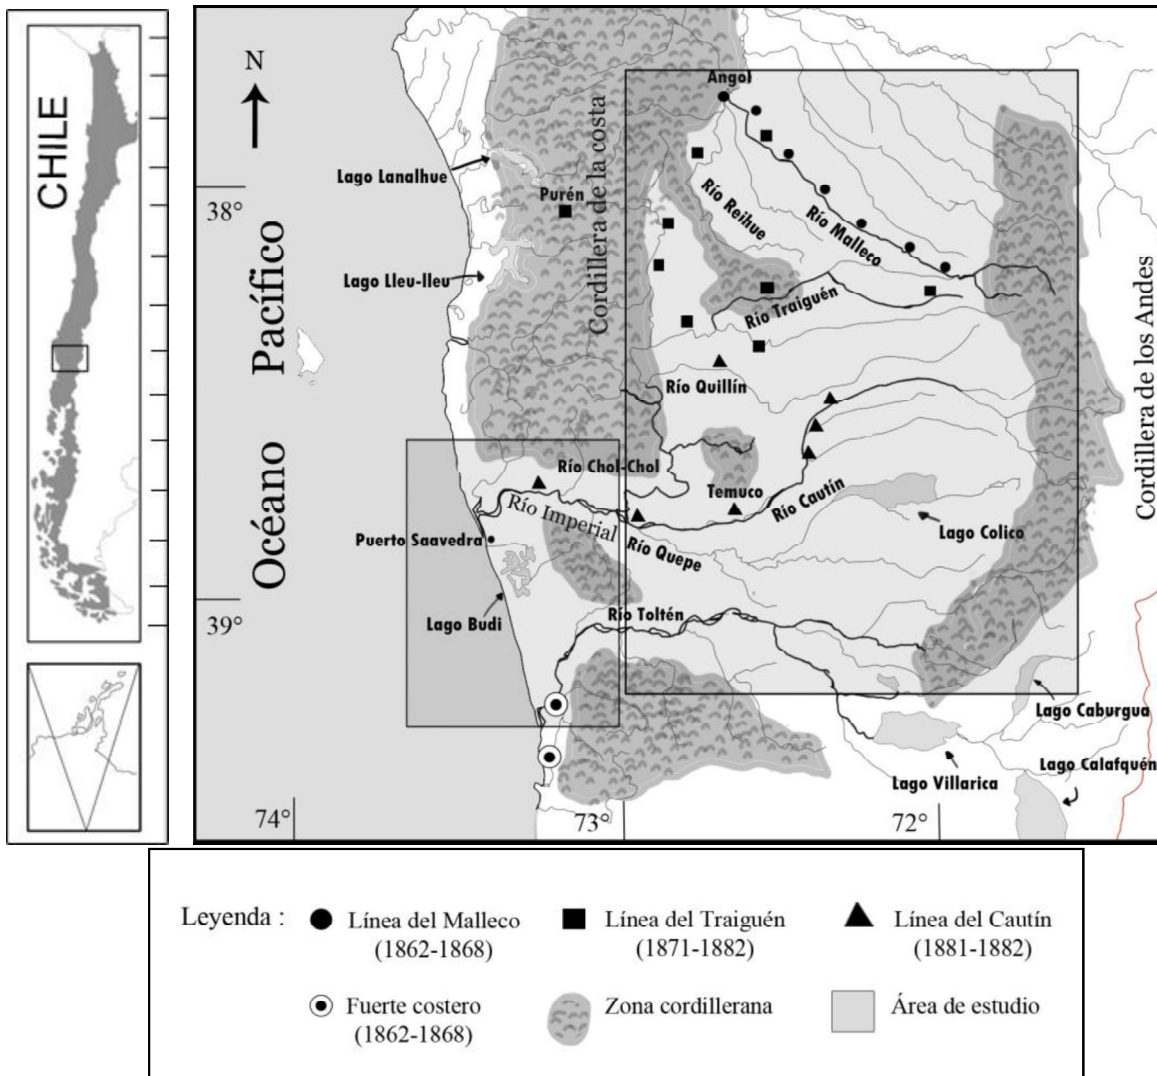 CHILE
N
Angol
Cordillera de la costa
Lago Lanalhue
Purén
38°
Río Reihue
Río Malleco
Océano Pacífico
Lago Lleu-lleu
Río Traiguén
Cordillera de los Andes
Río Quillín
Río Chol-Chol
Temuco
Río Cautín
Río Imperial
Puerto Saavedra
Río Quepe
Lago Colico
39°
Lago Budi
Río Toltén
Lago Caburgua
Lago Calafquén
Lago Villarica
74°
73°
72°
Leyenda :
Línea del Malleco
(1862-1868)
Línea del Traiguén
(1871-1882)
Línea del Cautín
(1881-1882)
Fuerte costero
(1862-1868)
Zona cordillerana
Área de estudio